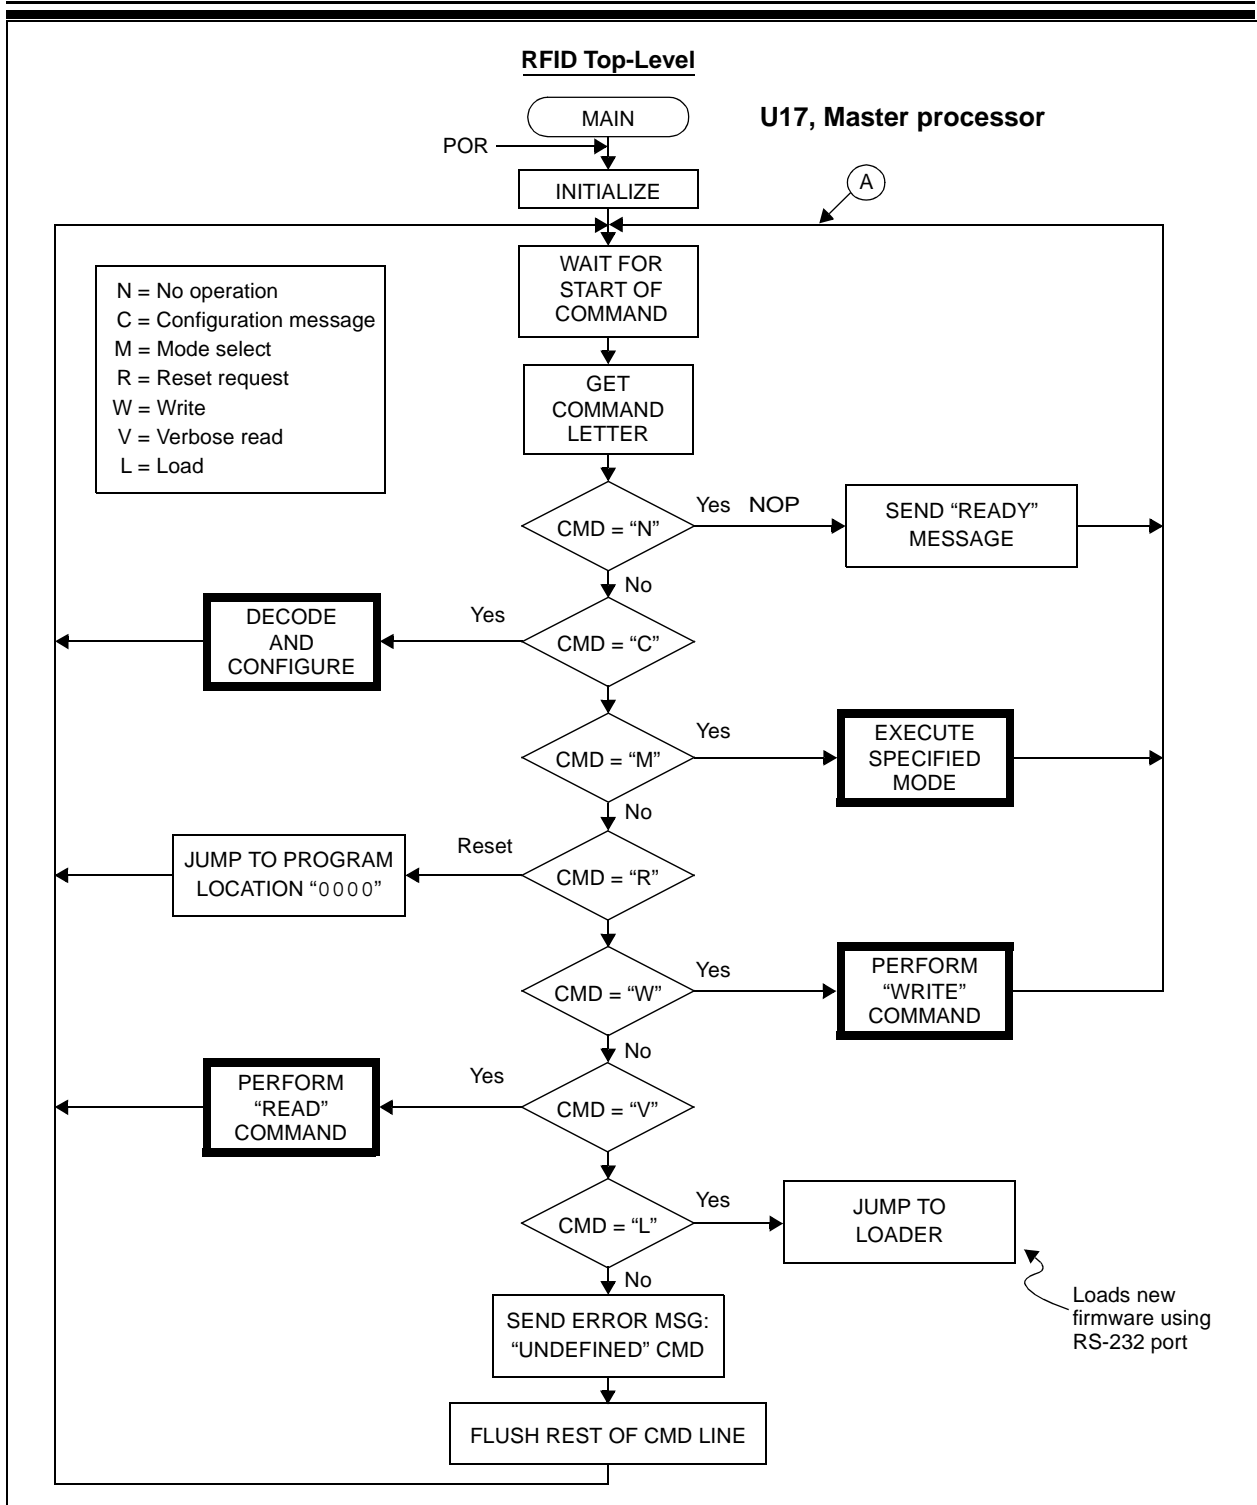 RFID Top-Level
MAIN
U17, Master processor
POR
INITIALIZE
A
WAIT FOR
START OF
COMMAND
N = No operation
C = Configuration message
M = Mode select
R = Reset request
W = Write
V = Verbose read
L = Load
GET
COMMAND
LETTER
CMD = “N”
Yes NOP
SEND “READY”
MESSAGE
No
DECODE
AND
CONFIGURE
Yes
CMD = “C”
CMD = “M”
Yes
EXECUTE
SPECIFIED
MODE
No
JUMP TO PROGRAM
LOCATION “0000”
Reset
CMD = “R”
CMD = “W”
Yes
PERFORM
“WRITE”
COMMAND
No
PERFORM
“READ”
COMMAND
Yes
CMD = “V”
CMD = “L”
Yes
JUMP TO
LOADER
No
Loads new
firmware using
RS-232 port
SEND ERROR MSG:
“UNDEFINED” CMD
FLUSH REST OF CMD LINE